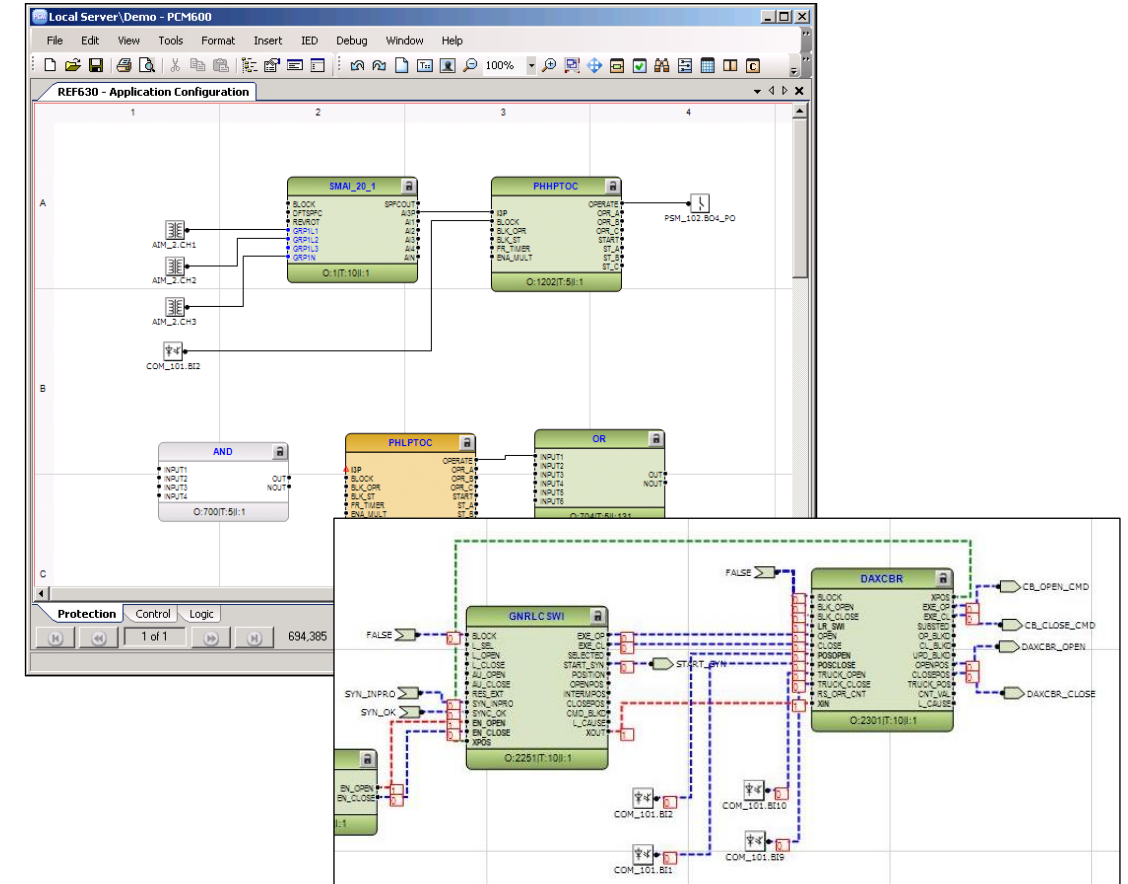 Local Server\Demo - PCM600
File Edit View Tools Format Insert IED Debug Window Help
100%
REF630 - Application Configuration
1 2 3 4
A
SMAI_20_1
BLOCK SPFCOUT
DFTSPFC AI3P
REVROT AI1
GRP1L1 AI2
GRP1L2 AI3
GRP1L3 AI4
GRP1N AIN
O:1|T:10|I:1
PHHPTOC
OPERATE
I3P OPR_A
BLOCK OPR_B
BLK_OPR OPR_C
BLK_ST START
FR_TIMER ST_A
ENA_MULT ST_B
ST_C
O:1202|T:5|I:1
PSM_102.BO4_PO
AIM_2.CH1
AIM_2.CH2
AIM_2.CH3
COM_101.BI2
B
AND
INPUT1
INPUT2 OUT
INPUT3 NOUT
INPUT4
O:700|T:5|I:1
PHLPTOC
OPERATE
I3P OPR_A
BLOCK OPR_B
BLK_OPR OPR_C
BLK_ST START
FR_TIMER ST_A
ENA_MULT ST_B
OR
INPUT1
INPUT2
INPUT3 OUT
INPUT4 NOUT
INPUT5
INPUT6
O:704|T:5|I:131
C
Protection Control Logic
1 of 1
694,385
FALSE
GNRLCSWI
BLOCK EXE_OP
L_SEL EXE_CL
L_OPEN SELECTED
L_CLOSE START_SYN
AU_OPEN POSITION
AU_CLOSE OPENPOS
RES_EXT INTERMPOS
SYN_INPRO CLOSEPOS
SYNC_OK CMD_BLKD
EN_OPEN L_CAUSE
EN_CLOSE XOUT
XPOS
O:2251|T:10|I:1
START_SYN
SYN_INPRO
SYN_OK
EN_OPEN
EN_CLOSE
I:1
FALSE
DAXCBR
BLOCK XPOS
BLK_OPEN EXE_OP
BLK_CLOSE EXE_CL
LR_SWI SUBSTED
OPEN OP_BLKD
CLOSE CL_BLKD
POSOPEN UPD_BLKD
POSCLOSE OPENPOS
TRUCK_OPEN CLOSEPOS
TRUCK_CLOSE TRUCK_POS
RS_OPR_CNT CNT_VAL
XIN L_CAUSE
O:2301|T:10|I:1
CB_OPEN_CMD
CB_CLOSE_CMD
DAXCBR_OPEN
DAXCBR_CLOSE
COM_101.BI2
COM_101.BI10
COM_101.BI1
COM_101.BI9